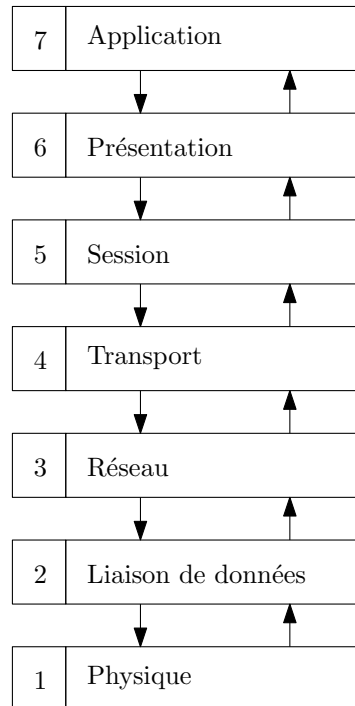 7 Application
6 Présentation
5 Session
4 Transport
3 Réseau
2 Liaison de données
1 Physique